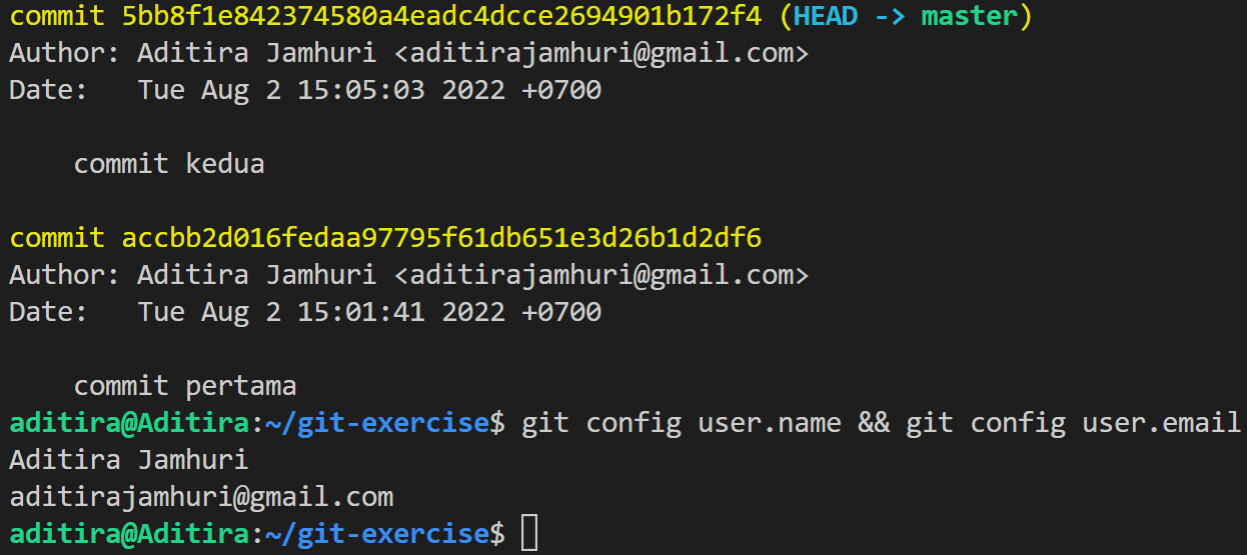 commit 5bb8f1e842374580a4eadc4dcce2694901b172f4 (HEAD -> master)
Author: Aditira Jamhuri <aditirajamhuri@gmail.com>
Date:   Tue Aug 2 15:05:03 2022 +0700
    commit kedua
commit accbb2d016fedaa97795f61db651e3d26b1d2df6
Author: Aditira Jamhuri <aditirajamhuri@gmail.com>
Date:   Tue Aug 2 15:01:41 2022 +0700
    commit pertama
aditira@Aditira:~/git-exercise$ git config user.name && git config user.email
Aditira Jamhuri
aditirajamhuri@gmail.com
aditira@Aditira:~/git-exercise$